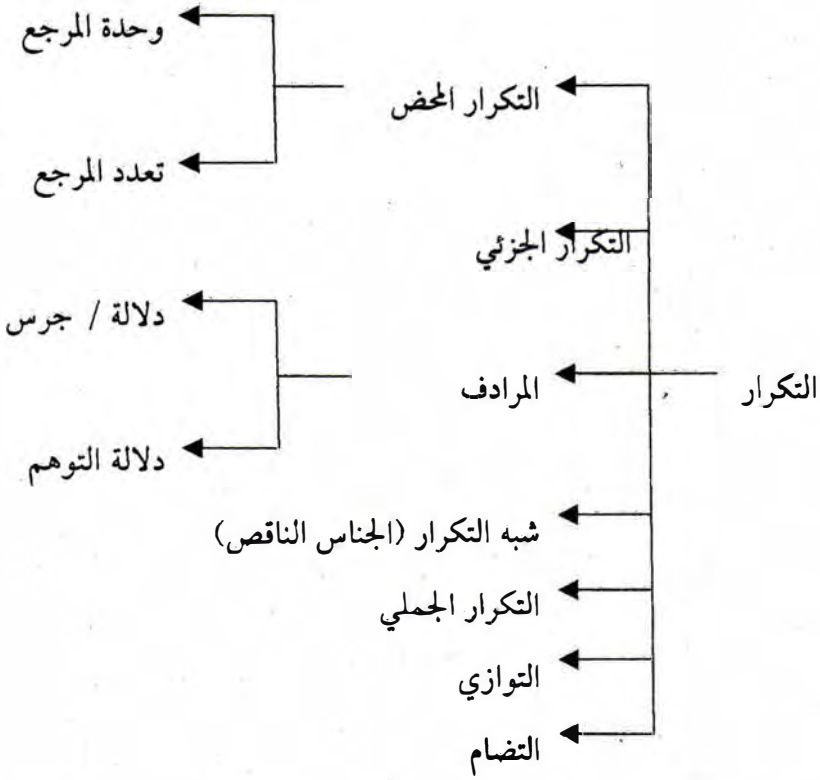 وحدة المرجع
التكرار المحض
تعدد المرجع
التكرار الجزئي
دلالة / جرس
التكرار
المرادف
دلالة التوهم
شبه التكرار (الجناس الناقص)
التكرار الجملي
التوازي
التضام